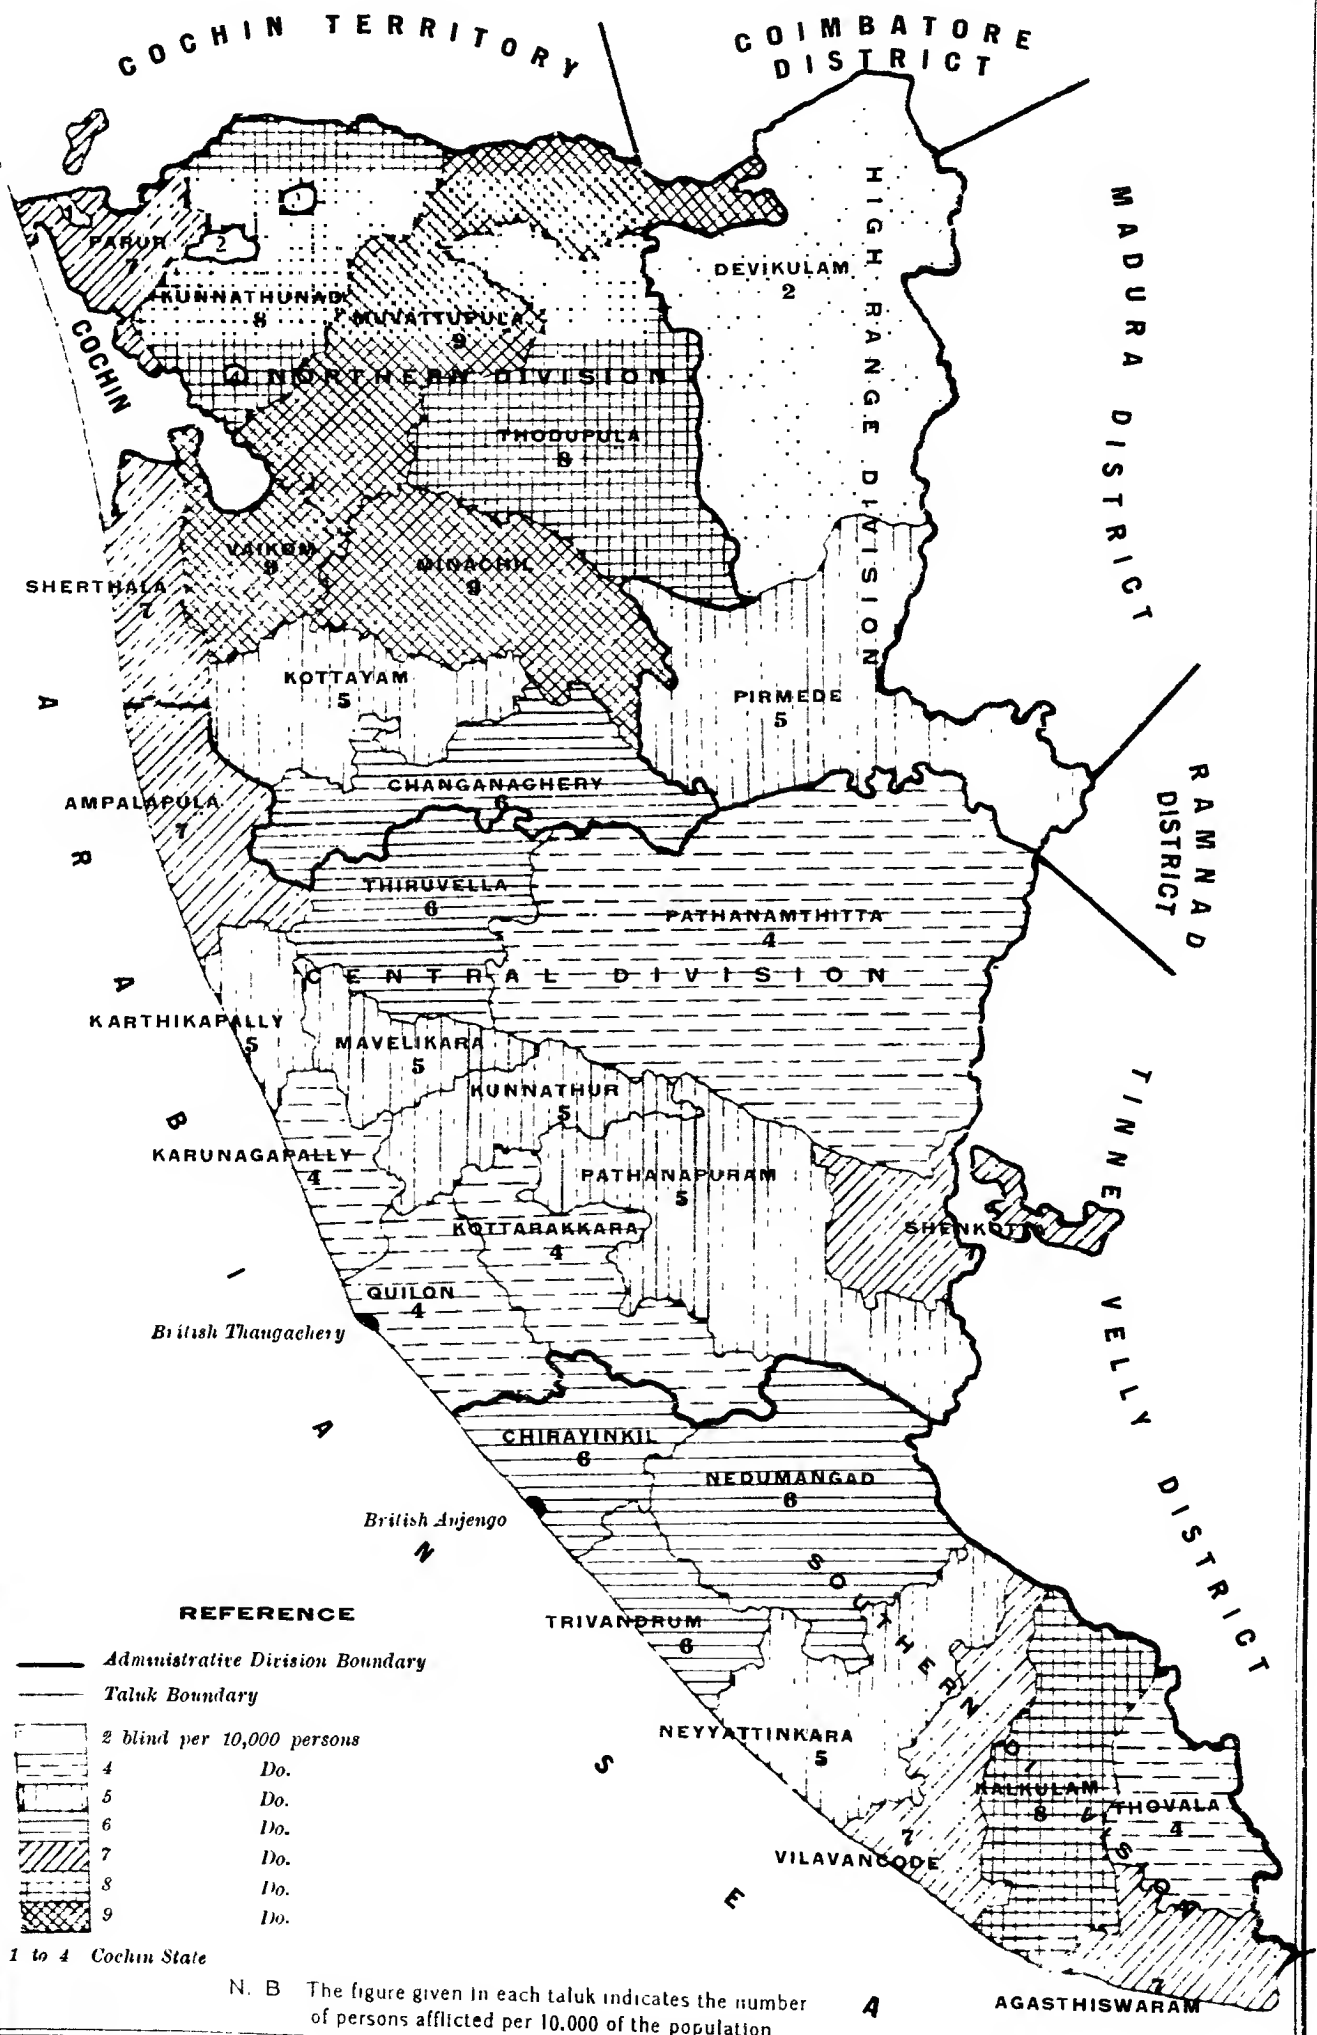 COCHIN TERRITORY
COIMBATORE
DISTRICT
HIGH RANGE DIVISION
MADURA DISTRICT
1
1
2
PARUR
7
DEVIKULAM
2
KUNNATHUNAD
8
MUVATTUPULA
9
COCHIN
4
NORTHERN DIVISION
THODUPULA
8
VAIKOM
9
MINACHIL
9
SHERTHALA
7
KOTTAYAM
5
PIRMEDE
5
RAMNAD
DISTRICT
CHANGANACHERY
6
AMPALAPULA
7
THIRUVELLA
6
PATHANAMTHITTA
4
CENTRAL DIVISION
KARTHIKAPALLY
5
MAVELIKARA
5
KUNNATHUR
5
TINNEVELLY DISTRICT
KARUNAGAPALLY
4
PATHANAPURAM
5
KOTTARAKKARA
4
SHENKOTTA
7
QUILON
4
British Thangachery
ARABIAN SEA
CHIRAYINKIL
6
NEDUMANGAD
6
British Anjengo
SOUTHERN DIVISION
TRIVANDRUM
6
NEYYATTINKARA
5
KALKULAM
8
THOVALA
4
7
VILAVANCODE
7
AGASTHISWARAM
REFERENCE
Administrative Division Boundary
Taluk Boundary
2 blind per 10,000 persons
4 Do.
5 Do.
6 Do.
7 Do.
8 Do.
9 Do.
1 to 4 Cochin State
N. B The figure given in each taluk indicates the number
of persons afflicted per 10.000 of the population